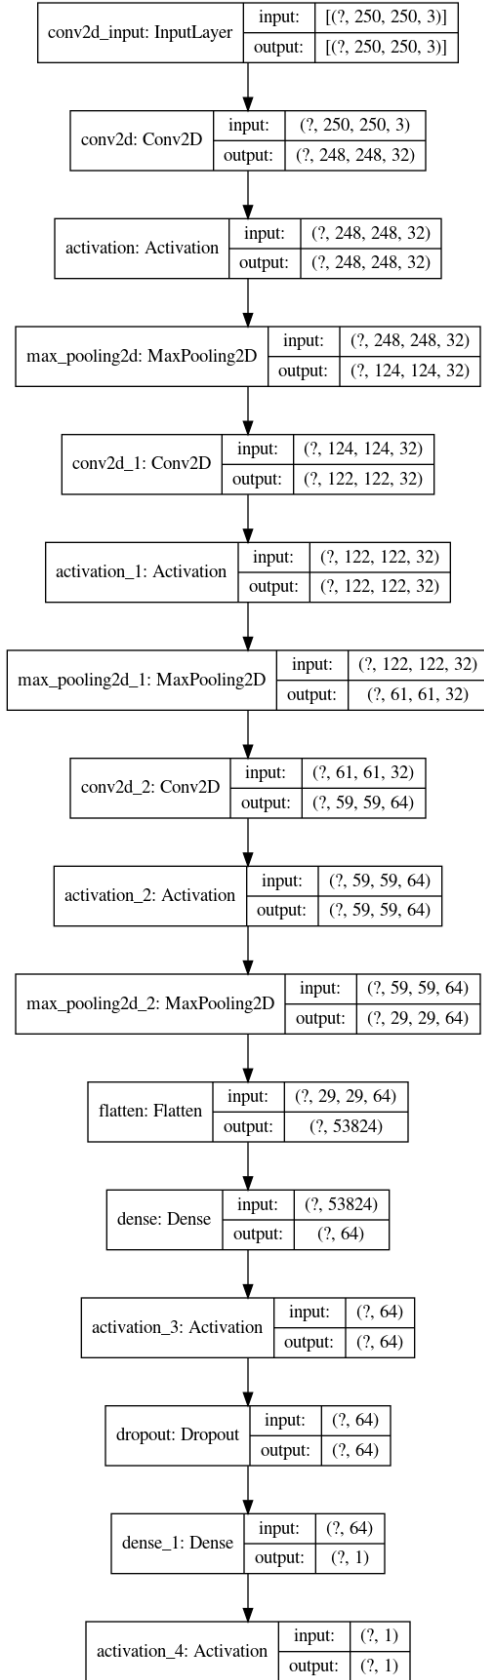 conv2d_input: InputLayer
input: [(?, 250, 250, 3)]
output: [(?, 250, 250, 3)]
conv2d: Conv2D
input: (?, 250, 250, 3)
output: (?, 248, 248, 32)
activation: Activation
input: (?, 248, 248, 32)
output: (?, 248, 248, 32)
max_pooling2d: MaxPooling2D
input: (?, 248, 248, 32)
output: (?, 124, 124, 32)
conv2d_1: Conv2D
input: (?, 124, 124, 32)
output: (?, 122, 122, 32)
activation_1: Activation
input: (?, 122, 122, 32)
output: (?, 122, 122, 32)
max_pooling2d_1: MaxPooling2D
input: (?, 122, 122, 32)
output: (?, 61, 61, 32)
conv2d_2: Conv2D
input: (?, 61, 61, 32)
output: (?, 59, 59, 64)
activation_2: Activation
input: (?, 59, 59, 64)
output: (?, 59, 59, 64)
max_pooling2d_2: MaxPooling2D
input: (?, 59, 59, 64)
output: (?, 29, 29, 64)
flatten: Flatten
input: (?, 29, 29, 64)
output: (?, 53824)
dense: Dense
input: (?, 53824)
output: (?, 64)
activation_3: Activation
input: (?, 64)
output: (?, 64)
dropout: Dropout
input: (?, 64)
output: (?, 64)
dense_1: Dense
input: (?, 64)
output: (?, 1)
activation_4: Activation
input: (?, 1)
output: (?, 1)